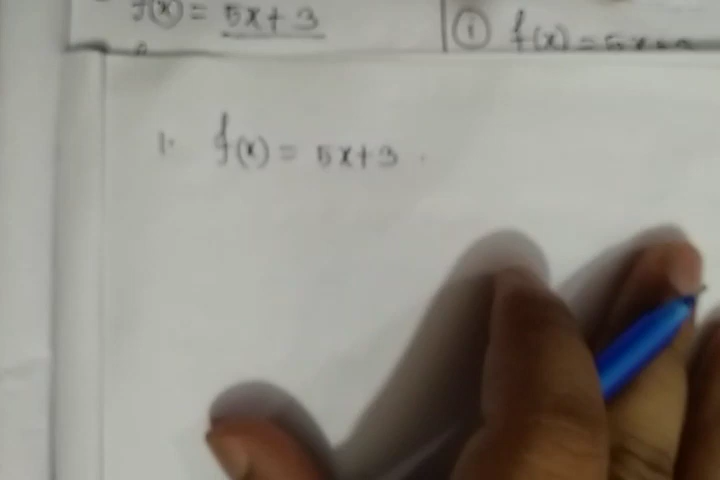 f(x) = 5x + 3
(i) f(x) =
1. f(x) = 5x+3